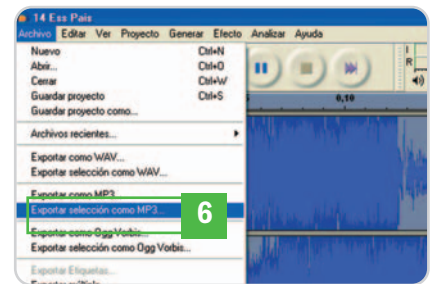 14 Ess Pais
Archivo Editar Ver Proyecto Generar Efecto Analizar Ayuda
Nuevo Ctrl+N
Abrir... Ctrl+O
Cerrar Ctrl+W
Guardar proyecto Ctrl+S
Guardar proyecto como...
Archivos recientes...
Exportar como WAV...
Exportar selección como WAV...
Exportar como MP3...
Exportar selección como MP3...
6
Exportar como Ogg Vorbis...
Exportar selección como Ogg Vorbis...
Exportar Etiquetas...
Exportar múltiple...
R
0,10